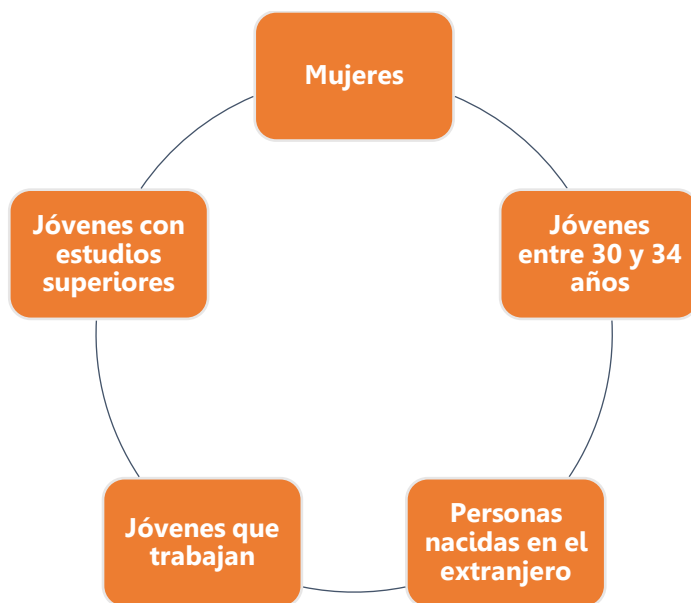 Mujeres
Jóvenes con
estudios
superiores
Jóvenes
entre 30 y 34
años
Jóvenes que
trabajan
Personas
nacidas en el
extranjero